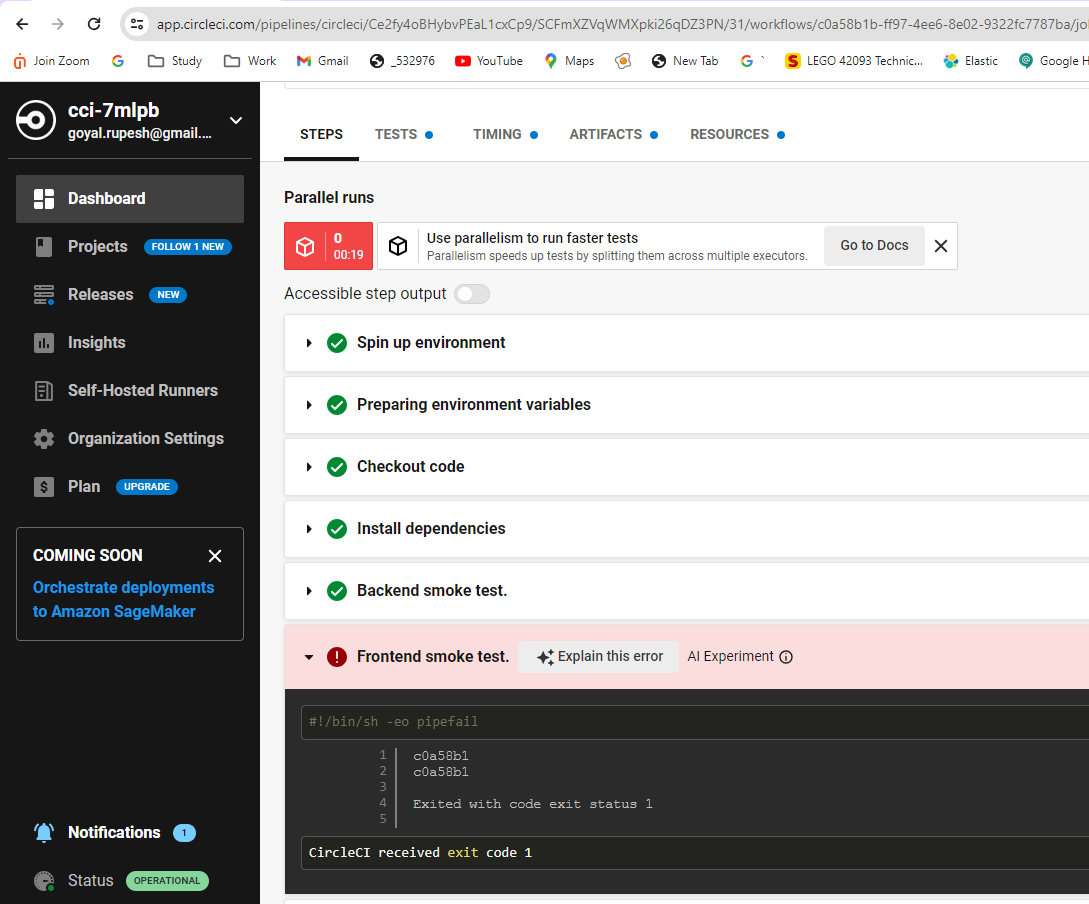 app.circleci.com/pipelines/circleci/Ce2fy4oBHybvPEaL1cxCp9/SCFmXZVqWMXpki26qDZ3PN/31/workflows/c0a58b1b-ff97-4ee6-8e02-9322fc7787ba/jo
Join Zoom Study Work Gmail _532976 YouTube Maps New Tab LEGO 42093 Technic... Elastic Google H
cci-7mlpb
goyal.rupesh@gmail....
Dashboard
Projects FOLLOW 1 NEW
Releases NEW
Insights
Self-Hosted Runners
Organization Settings
Plan UPGRADE
COMING SOON
Orchestrate deployments
to Amazon SageMaker
Notifications 1
Status OPERATIONAL
STEPS TESTS TIMING ARTIFACTS RESOURCES
Parallel runs
0
00:19
Use parallelism to run faster tests
Parallelism speeds up tests by splitting them across multiple executors.
Go to Docs
Accessible step output
Spin up environment
Preparing environment variables
Checkout code
Install dependencies
Backend smoke test.
Frontend smoke test. Explain this error AI Experiment
#!/bin/sh -eo pipefail
1 c0a58b1
2 c0a58b1
3
4 Exited with code exit status 1
5
CircleCI received exit code 1